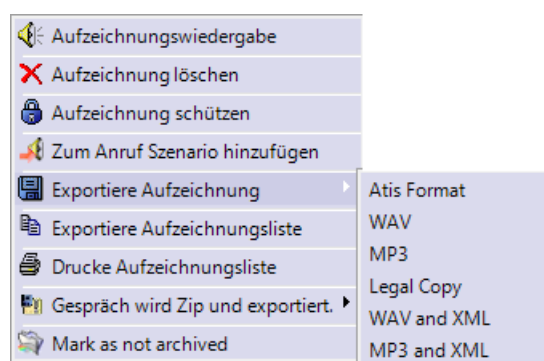 Aufzeichnungswiedergabe
Aufzeichnung löschen
Aufzeichnung schützen
Zum Anruf Szenario hinzufügen
Exportiere Aufzeichnung
Exportiere Aufzeichnungsliste
Drucke Aufzeichnungsliste
Gespräch wird Zip und exportiert.
Mark as not archived
Atis Format
WAV
MP3
Legal Copy
WAV and XML
MP3 and XML